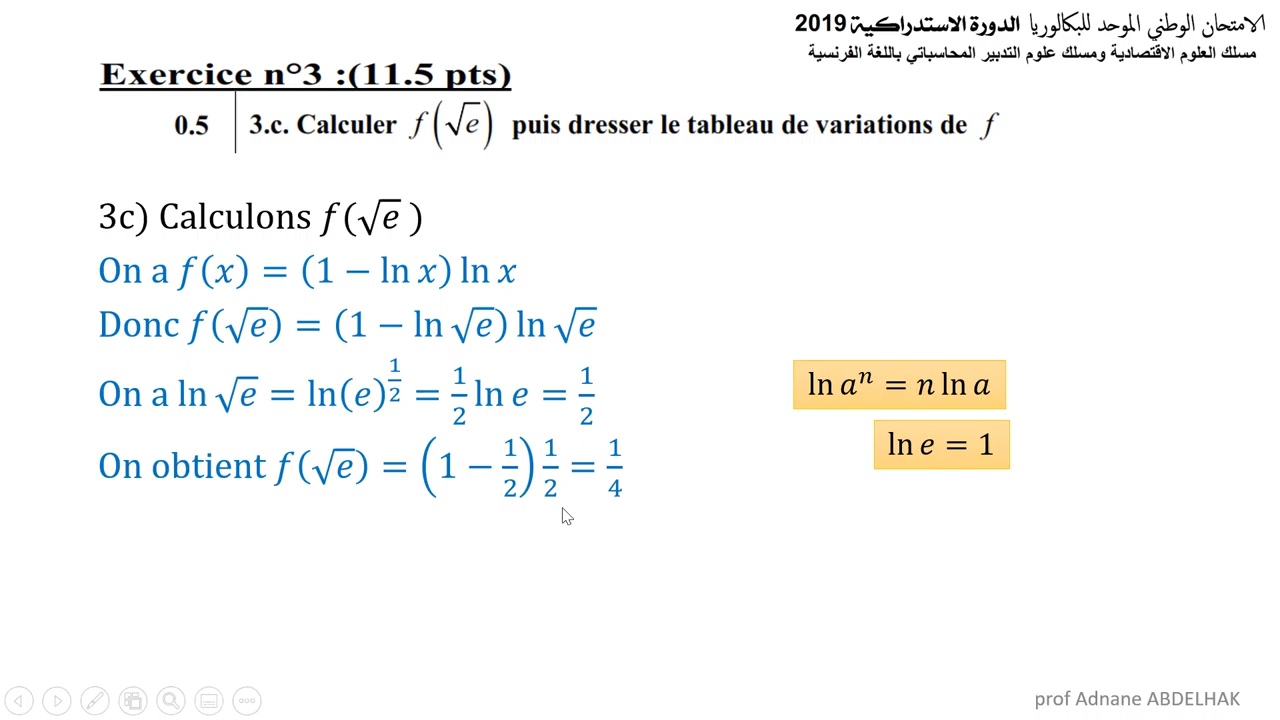 الامتحان الوطني الموحد للبكالوريا الدورة الاستدراكية 2019
مسلك العلوم الاقتصادية ومسلك علوم التدبير المحاسباتي باللغة الفرنسية
Exercice n°3 :(11.5 pts)
0.5 | 3.c. Calculer f(√e) puis dresser le tableau de variations de f
3c) Calculons f(√e )
On a f(x) = (1 − ln x) ln x
Donc f(√e) = (1 − ln √e) ln √e
On a ln √e = ln(e)^(1/2) = 1/2 ln e = 1/2
ln aⁿ = n ln a
ln e = 1
On obtient f(√e) = (1 − 1/2) 1/2 = 1/4
prof Adnane ABDELHAK